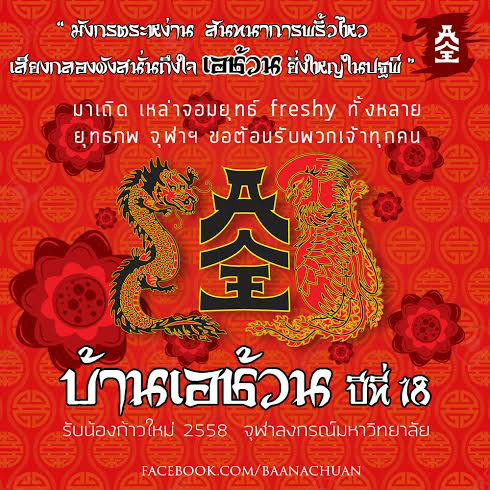 “ มังกรตระหง่าน สันทนาการพริ้วไหว
เสียงกลองดังสนั่นถึงใจ เอช้วน ยิ่งใหญ่ในปฐพี ”
มาเถิด เหล่าจอมยุทธ์ freshy ทั้งหลาย
ยุทธภพ จุฬาฯ ขอต้อนรับพวกเจ้าทุกคน
บ้านเอช้วน ปีที่ 18
รับน้องก้าวใหม่ 2558 จุฬาลงกรณ์มหาวิทยาลัย
FACEBOOK.COM/BAANACHUAN